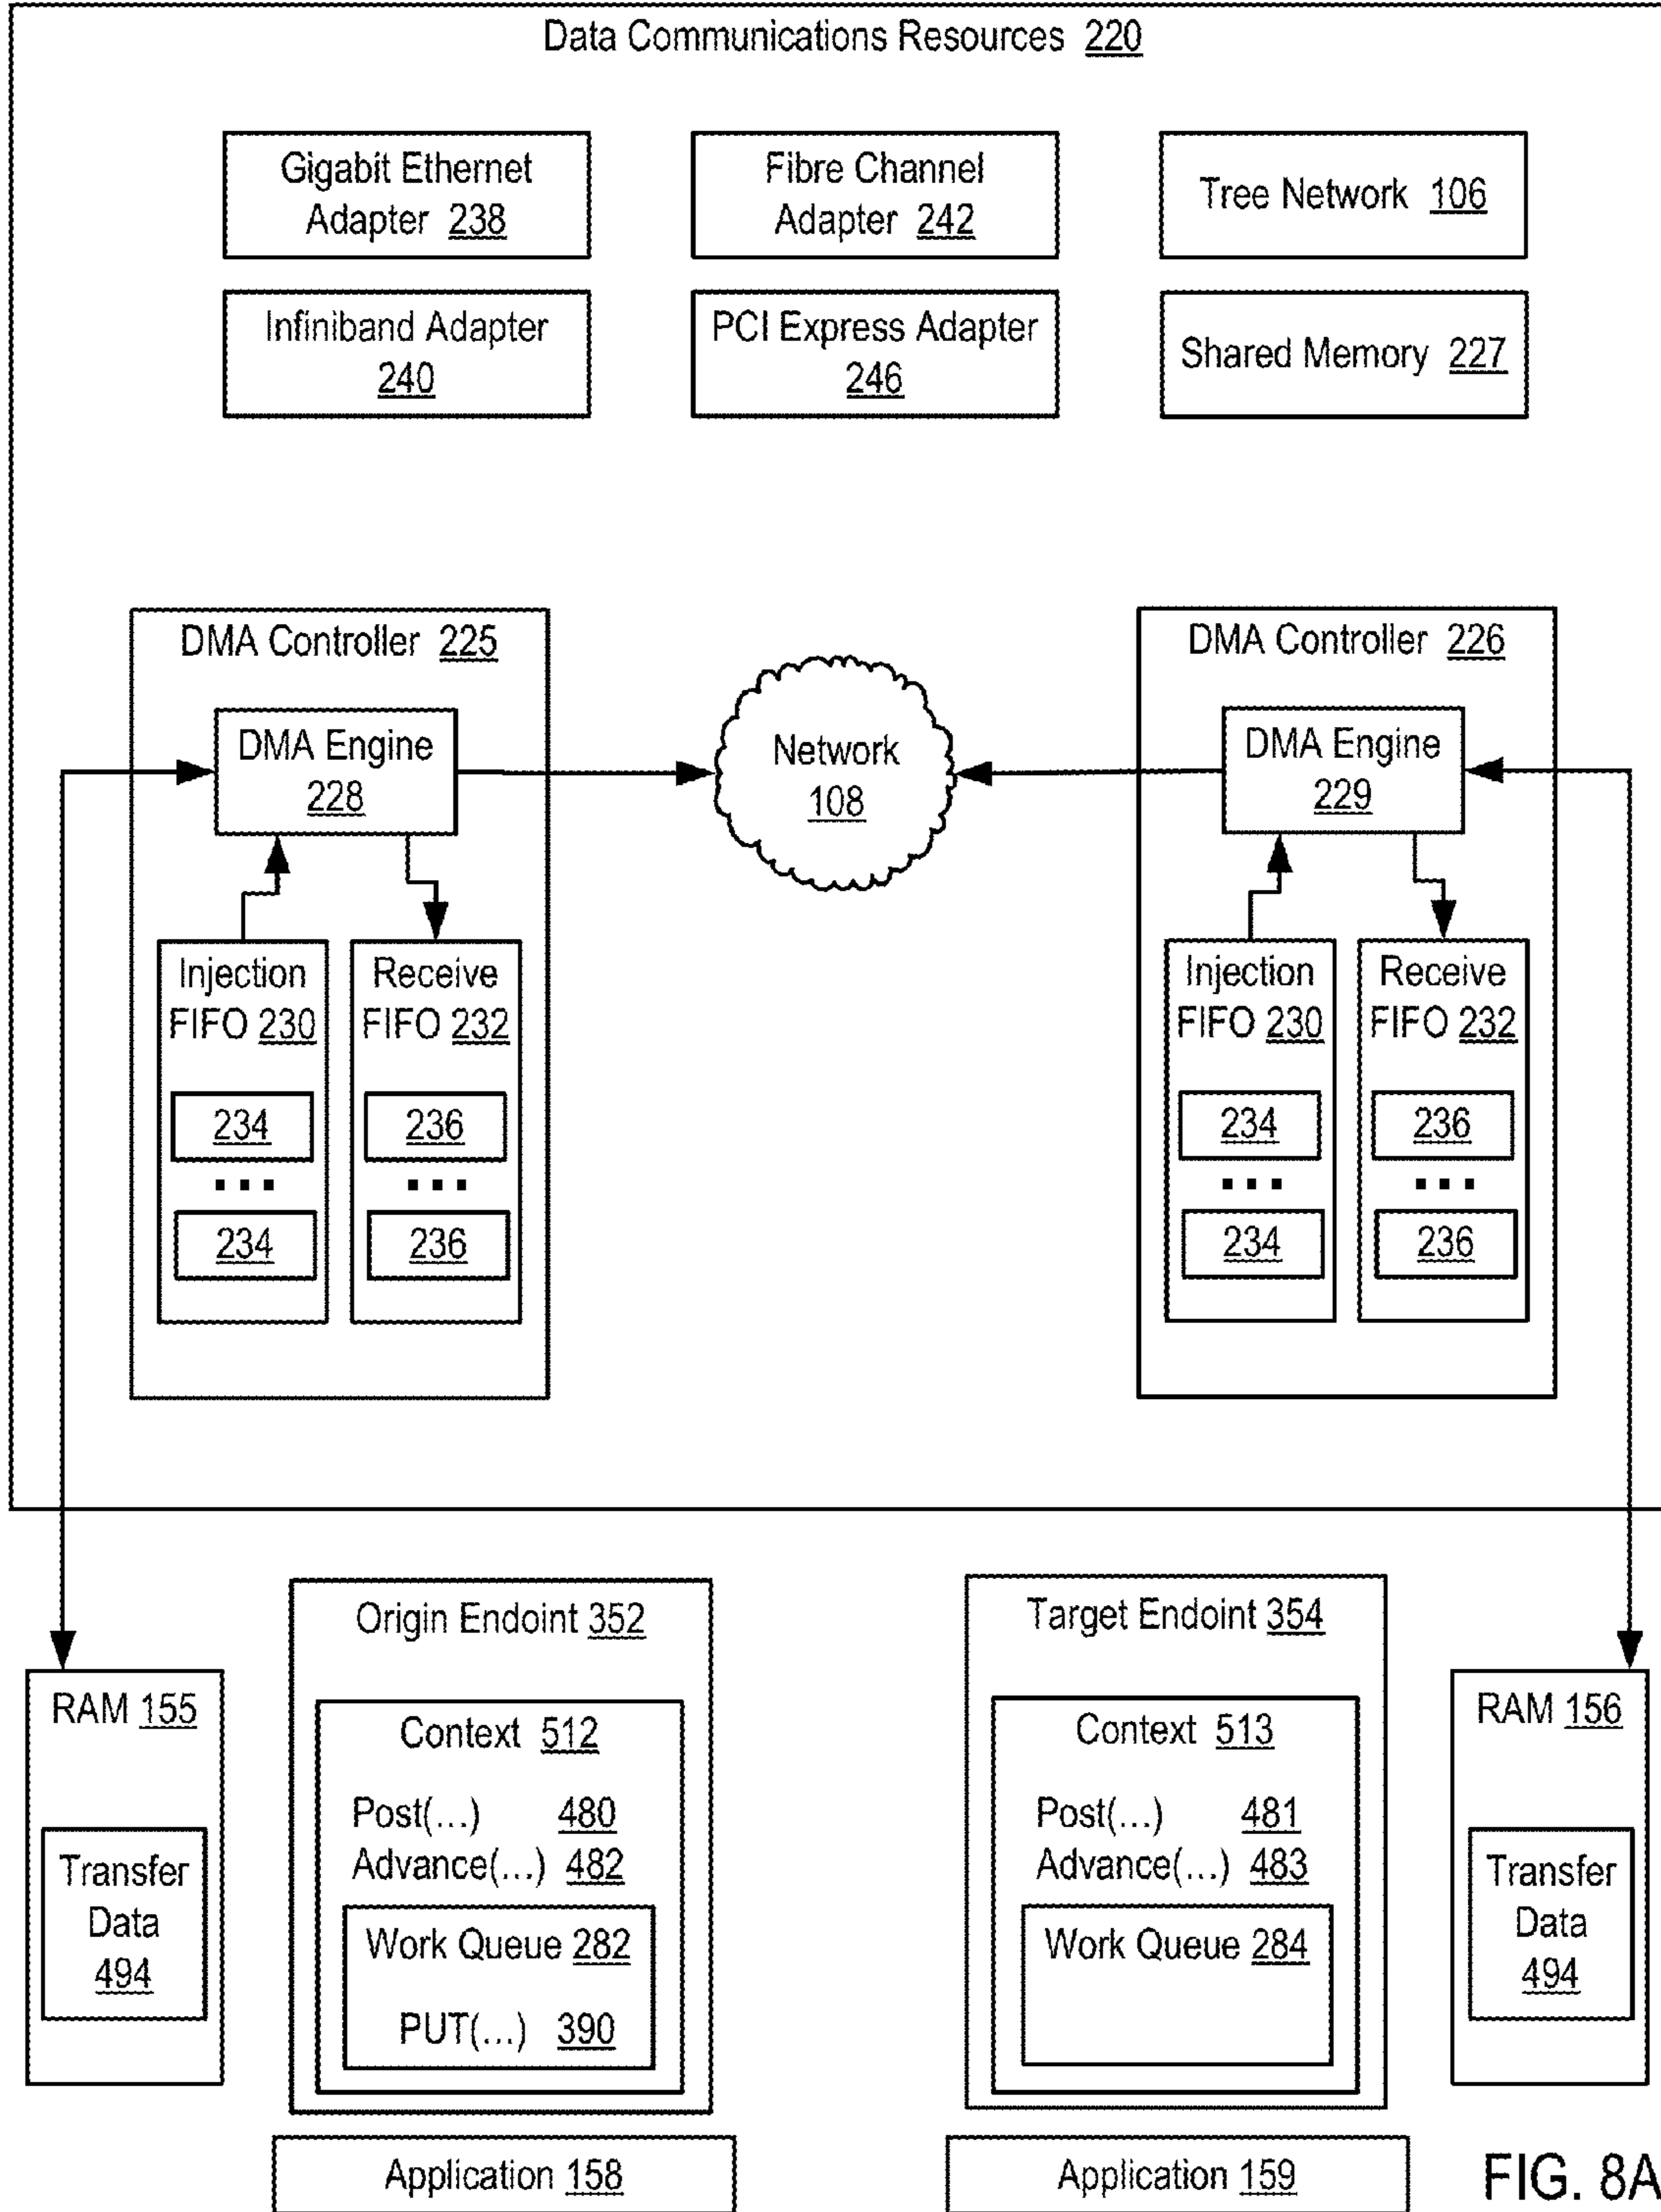 Data Communications Resources 220
Gigabit Ethernet
Adapter 238
Fibre Channel
Adapter 242
Tree Network 106
Infiniband Adapter
240
PCI Express Adapter
246
Shared Memory 227
DMA Controller 225
DMA Engine
228
Injection
FIFO 230
234
...
234
Receive
FIFO 232
236
...
236
Network
108
DMA Controller 226
DMA Engine
229
Injection
FIFO 230
234
...
234
Receive
FIFO 232
236
...
236
RAM 155
Transfer
Data
494
Origin Endoint 352
Context 512
Post(...) 480
Advance(...) 482
Work Queue 282
PUT(...) 390
Target Endoint 354
Context 513
Post(...) 481
Advance(...) 483
Work Queue 284
RAM 156
Transfer
Data
494
Application 158
Application 159
FIG. 8A